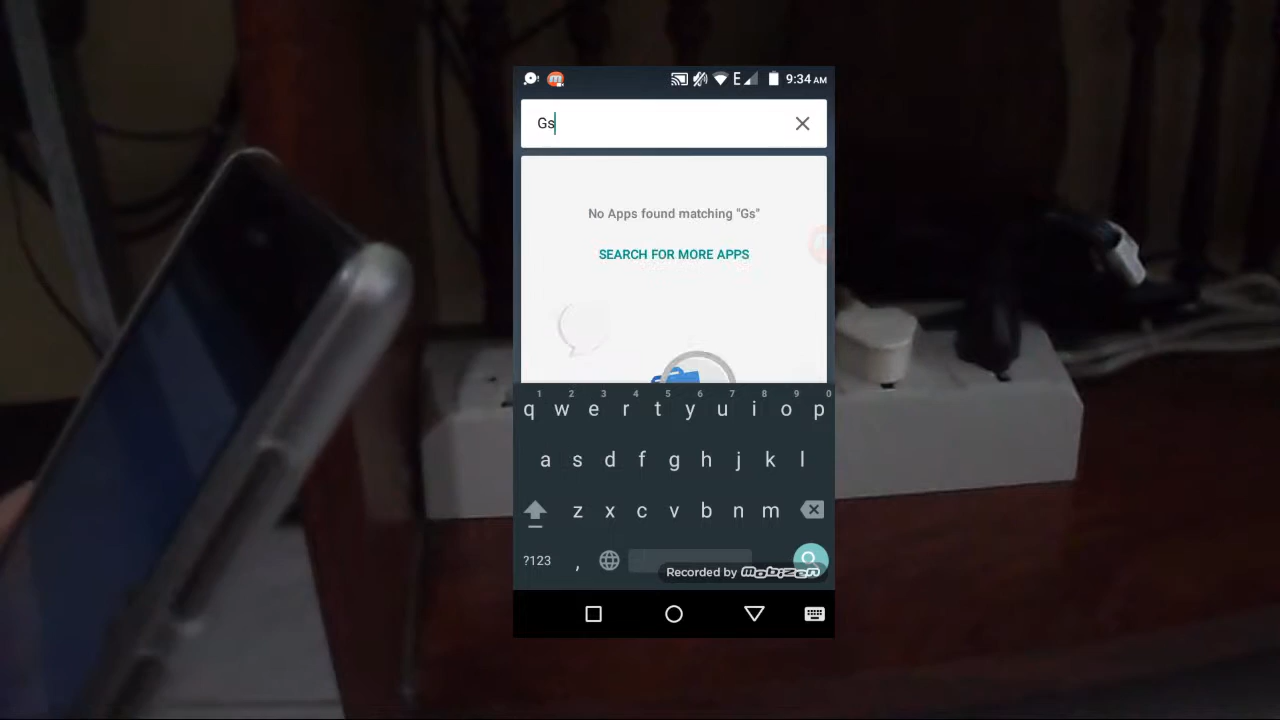 E 9:34 AM
Gs
No Apps found matching "Gs"
SEARCH FOR MORE APPS
1 2 3 4 5 6 7 8 9 0
q w e r t y u i o p
a s d f g h j k l
z x c v b n m
?123 ,
Recorded by mobizen